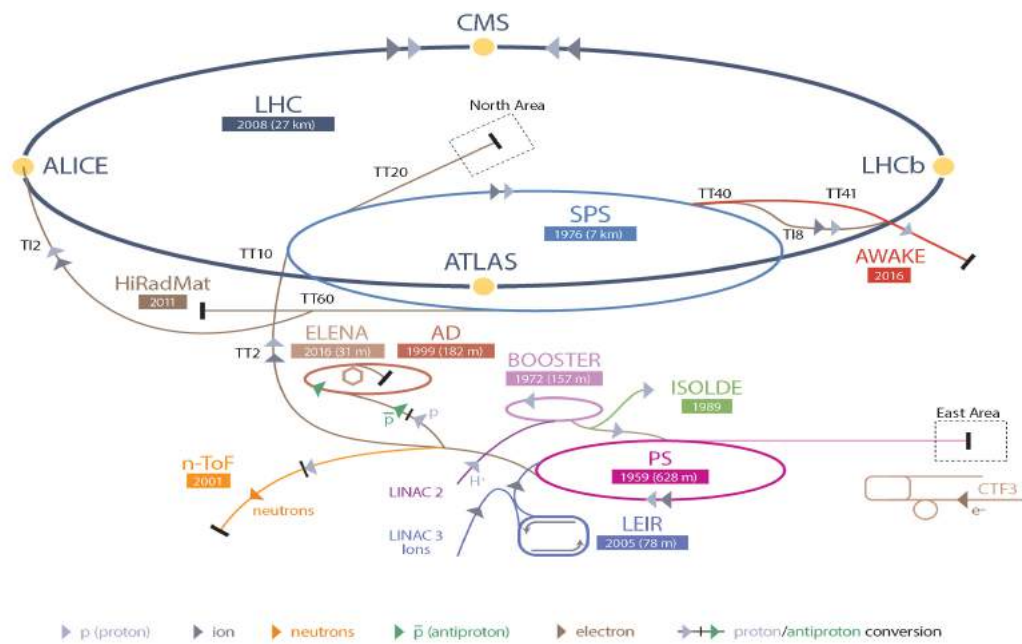 CMS
LHC
2008 (27 km)
North Area
ALICE
LHCb
TT20
TT40
TT41
SPS
1976 (7 km)
TI2
TI8
TT10
ATLAS
AWAKE
2016
HiRadMat
2011
TT60
ELENA
2016 (31 m)
AD
1999 (182 m)
TT2
BOOSTER
1972 (157 m)
ISOLDE
1989
p
p̅
East Area
n-ToF
2001
PS
1959 (628 m)
LINAC 2
H⁺
neutrons
CTF3
e-
LINAC 3
Ions
LEIR
2005 (78 m)
p (proton)
ion
neutrons
p̅ (antiproton)
electron
proton/antiproton conversion